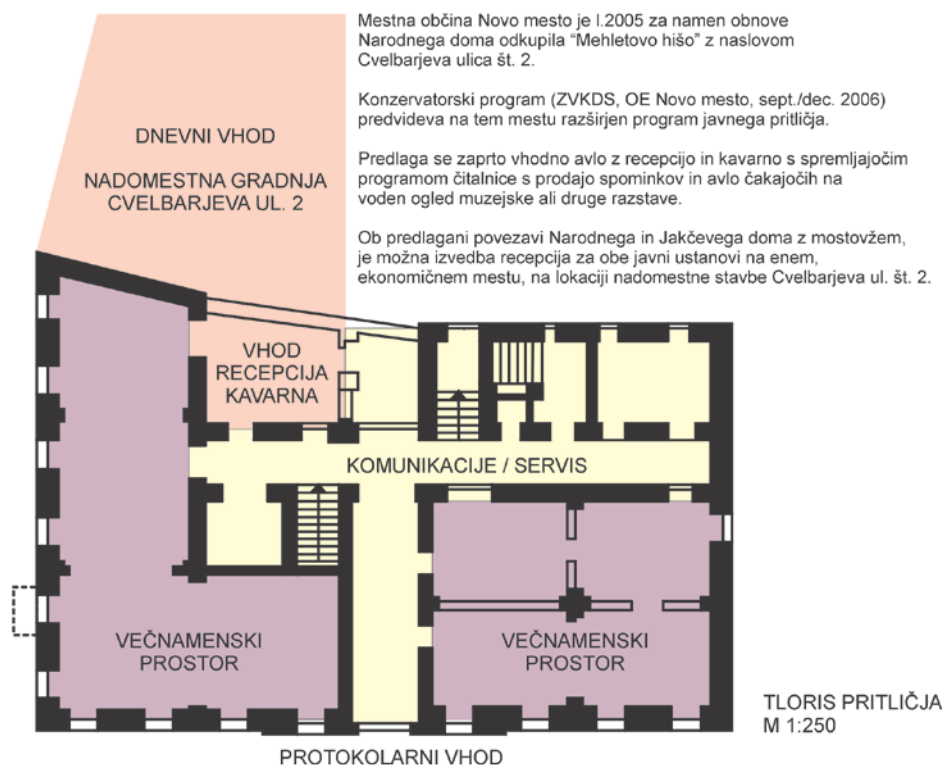 Mestna občina Novo mesto je l.2005 za namen obnove
Narodnega doma odkupila “Mehletovo hišo” z naslovom
Cvelbarjeva ulica št. 2.
Konzervatorski program (ZVKDS, OE Novo mesto, sept./dec. 2006)
predvideva na tem mestu razširjen program javnega pritličja.
Predlaga se zaprto vhodno avlo z recepcijo in kavarno s spremljajočim
programom čitalnice s prodajo spominkov in avlo čakajočih na
voden ogled muzejske ali druge razstave.
Ob predlagani povezavi Narodnega in Jakčevega doma z mostovžem,
je možna izvedba recepcija za obe javni ustanovi na enem,
ekonomičnem mestu, na lokaciji nadomestne stavbe Cvelbarjeva ul. št. 2.
DNEVNI VHOD
NADOMESTNA GRADNJA
CVELBARJEVA UL. 2
VHOD
RECEPCIJA
KAVARNA
KOMUNIKACIJE / SERVIS
VEČNAMENSKI
PROSTOR
VEČNAMENSKI
PROSTOR
TLORIS PRITLIČJA
M 1:250
PROTOKOLARNI VHOD